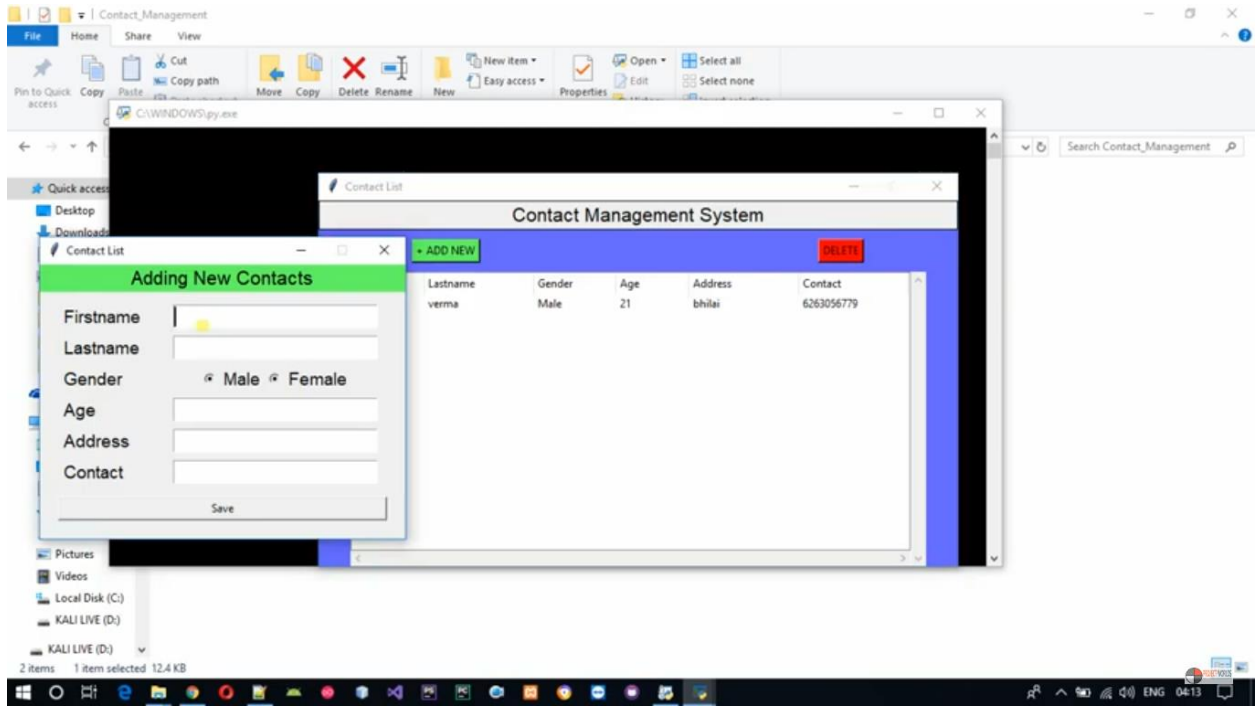 Contact_Management
File Home Share View
Pin to Quick access
Copy
Paste
Cut
Copy path
Move
Copy
Delete
Rename
New
New item
Easy access
Properties
Open
Edit
Select all
Select none
C:\WINDOWS\py.exe
Search Contact_Management
Quick access
Desktop
Downloads
Contact List
Contact Management System
+ ADD NEW
DELETE
Lastname Gender Age Address Contact
verma Male 21 bhilai 6263056779
Contact List
Adding New Contacts
Firstname
Lastname
Gender Male Female
Age
Address
Contact
Save
Pictures
Videos
Local Disk (C:)
KALI LIVE (D:)
KALI LIVE (D:)
2 items 1 item selected 12.4 KB
ENG 04:13